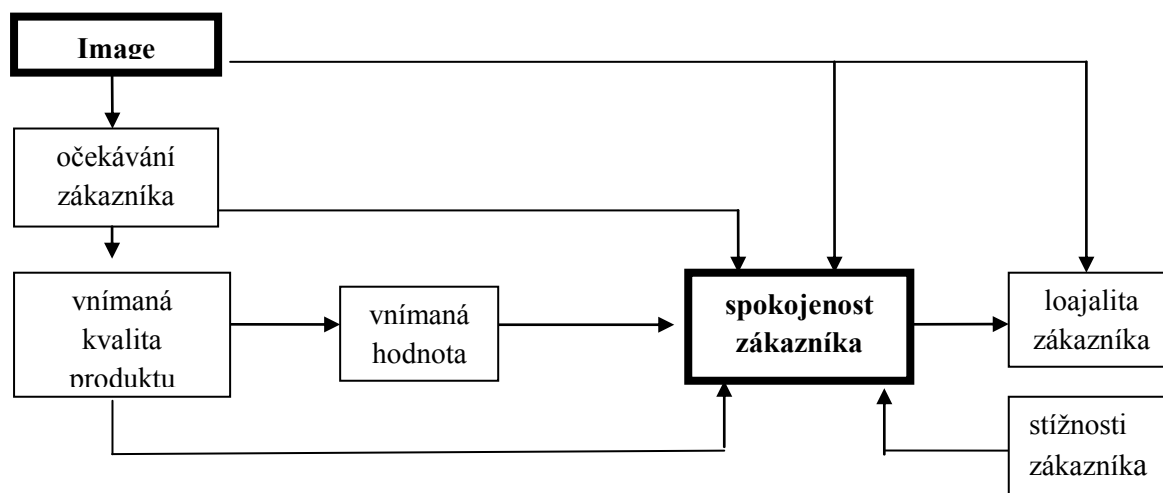 Image
očekávání
zákazníka
vnímaná
kvalita
produktu
vnímaná
hodnota
spokojenost
zákazníka
loajalita
zákazníka
stížnosti
zákazníka